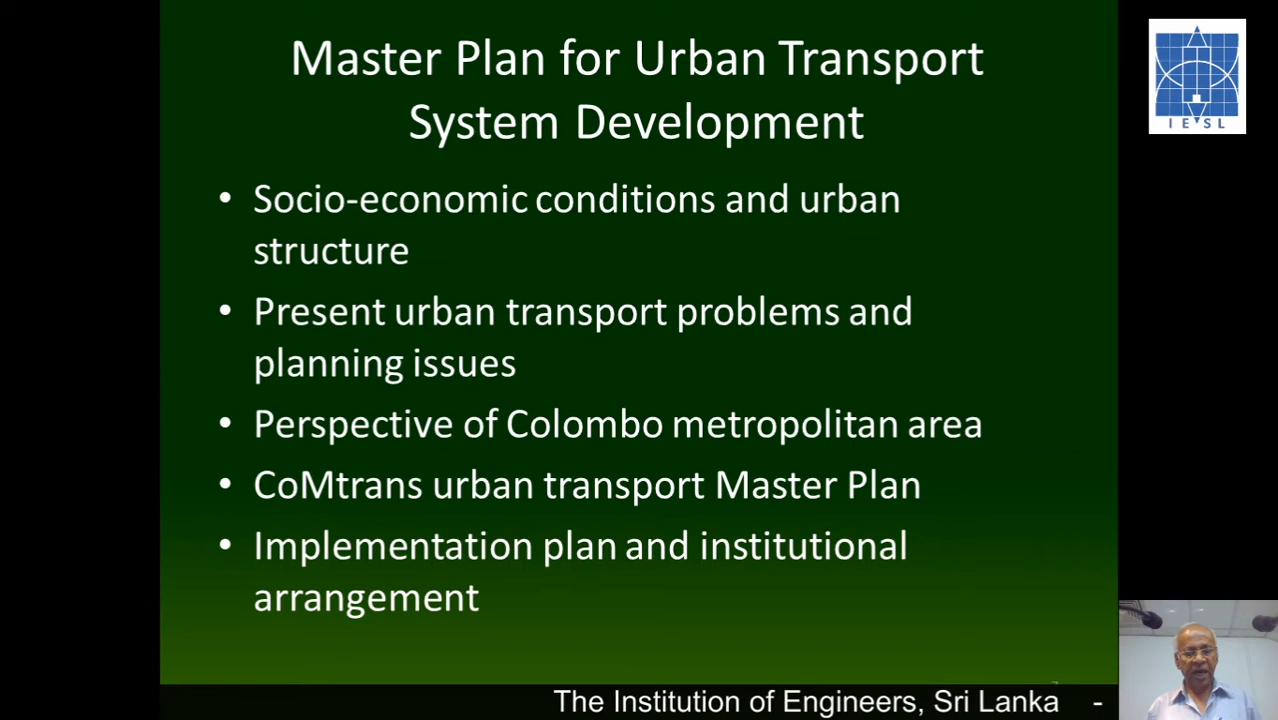 Master Plan for Urban Transport
System Development
• Socio-economic conditions and urban
structure
• Present urban transport problems and
planning issues
• Perspective of Colombo metropolitan area
• CoMtrans urban transport Master Plan
• Implementation plan and institutional
arrangement
IESL
The Institution of Engineers, Sri Lanka -